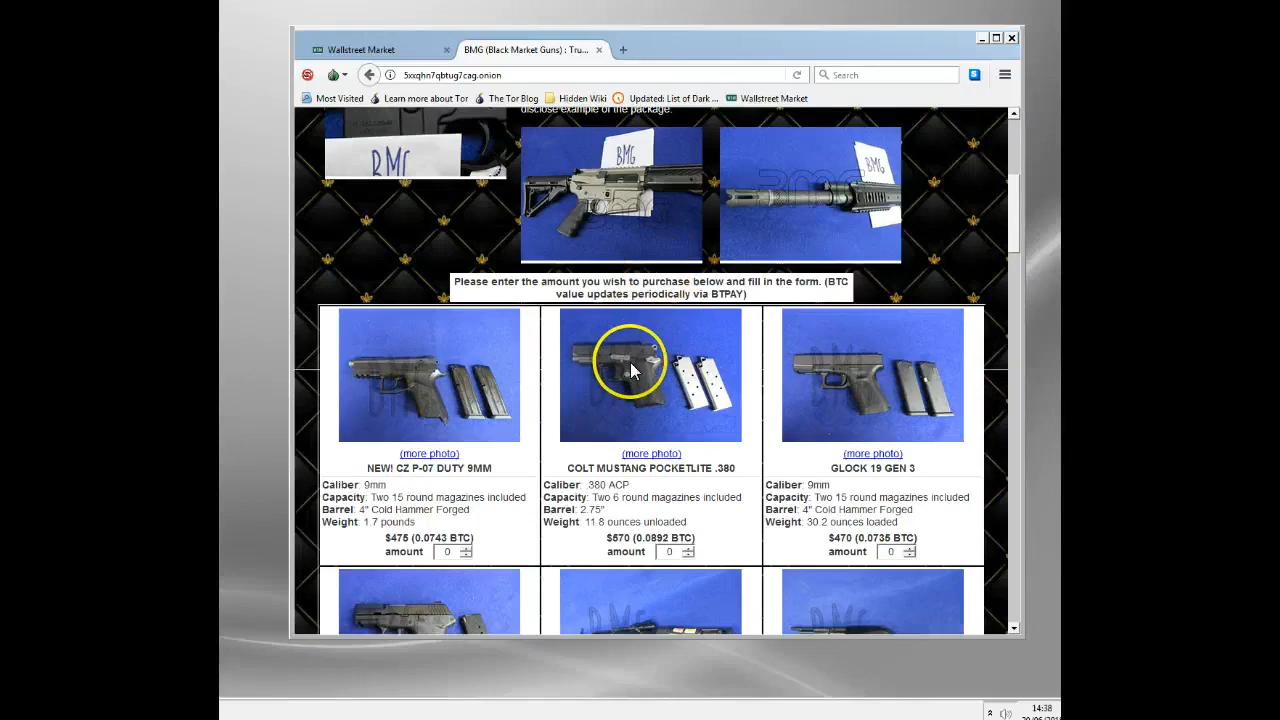 Wallstreet Market
BMG (Black Market Guns) : Tru...
5xxqhn7qbtug7cag.onion
Search
Most Visited
Learn more about Tor
The Tor Blog
Hidden Wiki
Updated: List of Dark ...
Wallstreet Market
disclose example of the package.
BMG
BMG
BMG
Please enter the amount you wish to purchase below and fill in the form. (BTC
value updates periodically via BTPAY)
(more photo)
(more photo)
(more photo)
NEW! CZ P-07 DUTY 9MM
COLT MUSTANG POCKETLITE .380
GLOCK 19 GEN 3
Caliber: 9mm
Capacity: Two 15 round magazines included
Barrel: 4" Cold Hammer Forged
Weight: 1.7 pounds
$475 (0.0743 BTC)
amount 0
Caliber: .380 ACP
Capacity: Two 6 round magazines included
Barrel: 2.75"
Weight: 11.8 ounces unloaded
$570 (0.0892 BTC)
amount 0
Caliber: 9mm
Capacity: Two 15 round magazines included
Barrel: 4" Cold Hammer Forged
Weight: 30.2 ounces loaded
$470 (0.0735 BTC)
amount 0
14:38